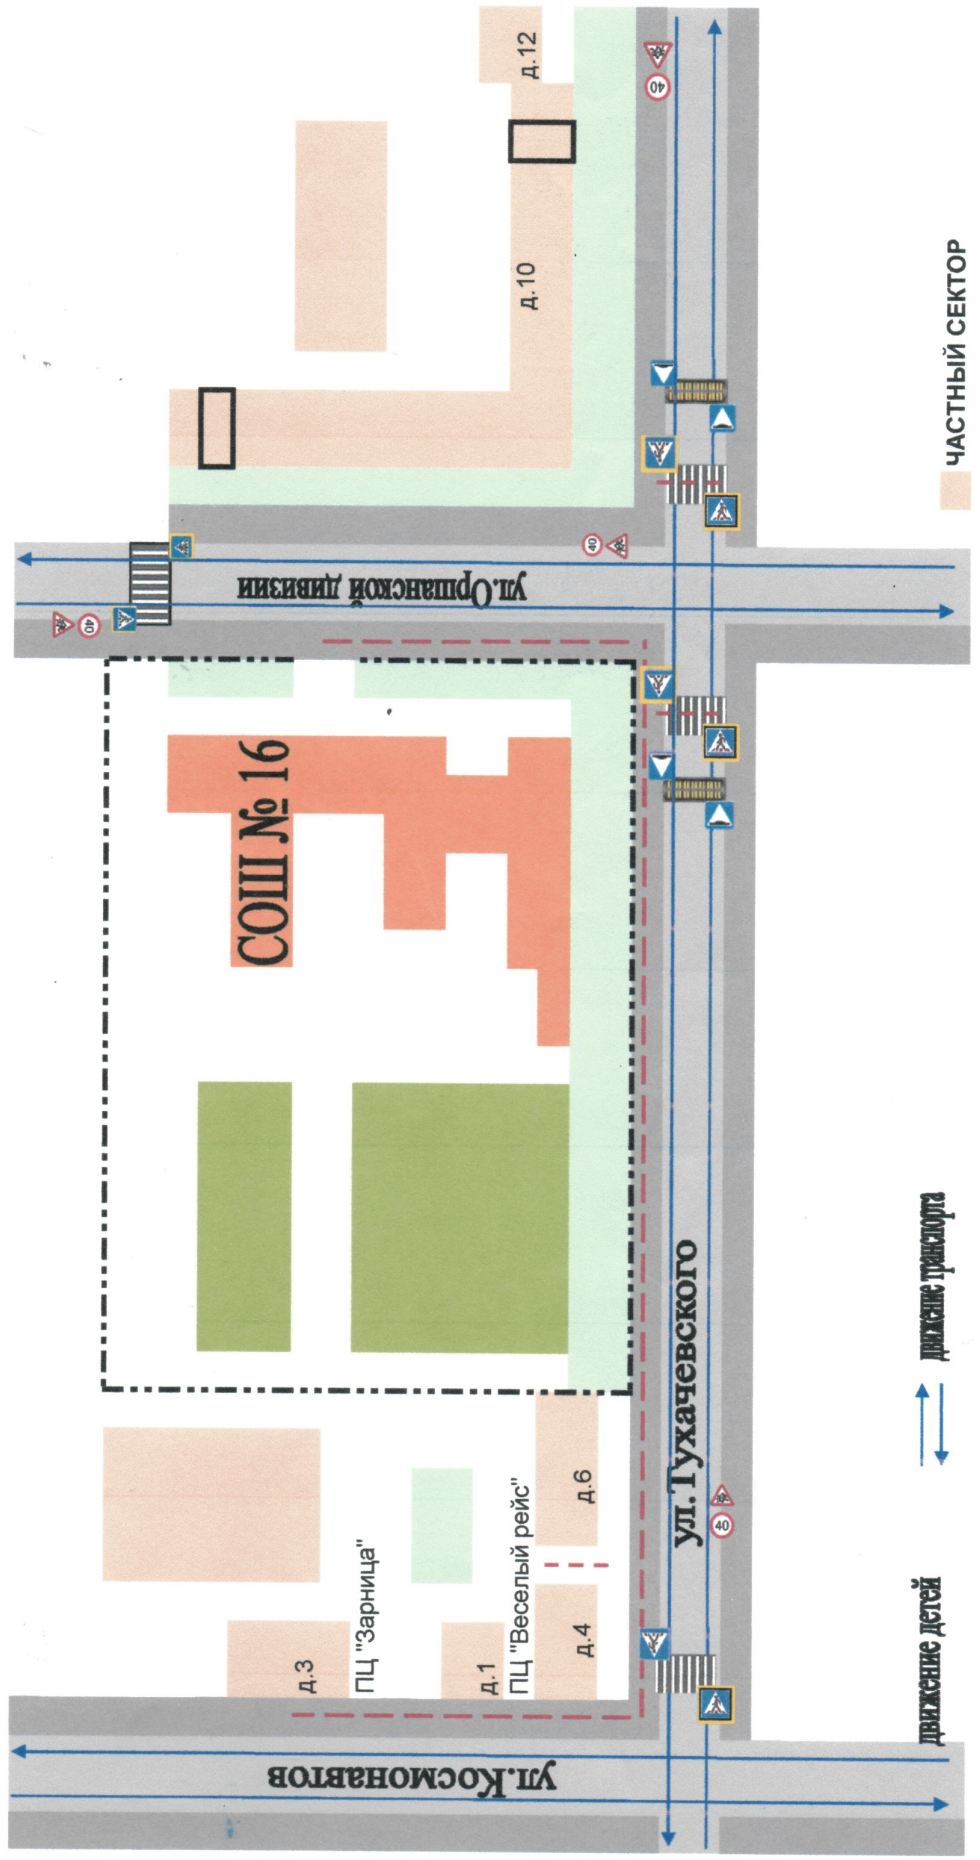 СОШ № 16
д.12
д.10
ул.Оршанской дивизии
40
40
40
40
ул.Тухачевского
ул.Космонавтов
д.3
ПЦ "Зарница"
д.1
ПЦ "Веселый рейс"
д.4
д.6
движение детей
движение транспорта
ЧАСТНЫЙ СЕКТОР